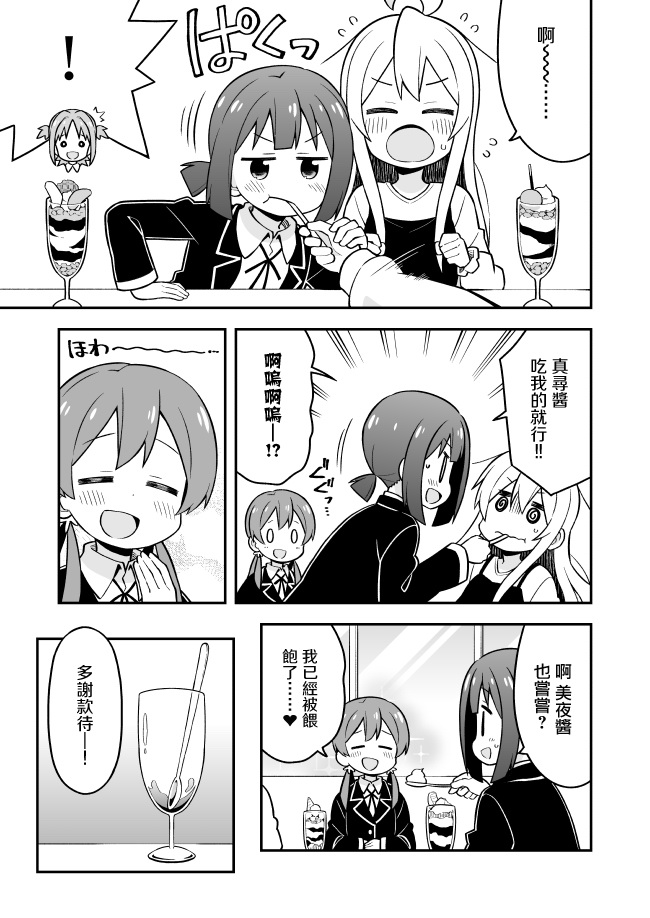 啊
~~~……
ぱくっ
！
真尋醬
吃我的就行!!
啊嗚啊嗚—!?
ぐぐっ
ほわ～～～…
啊 美夜醬
也嘗嘗?
我已經被餵
飽了……♥
多謝款待—!